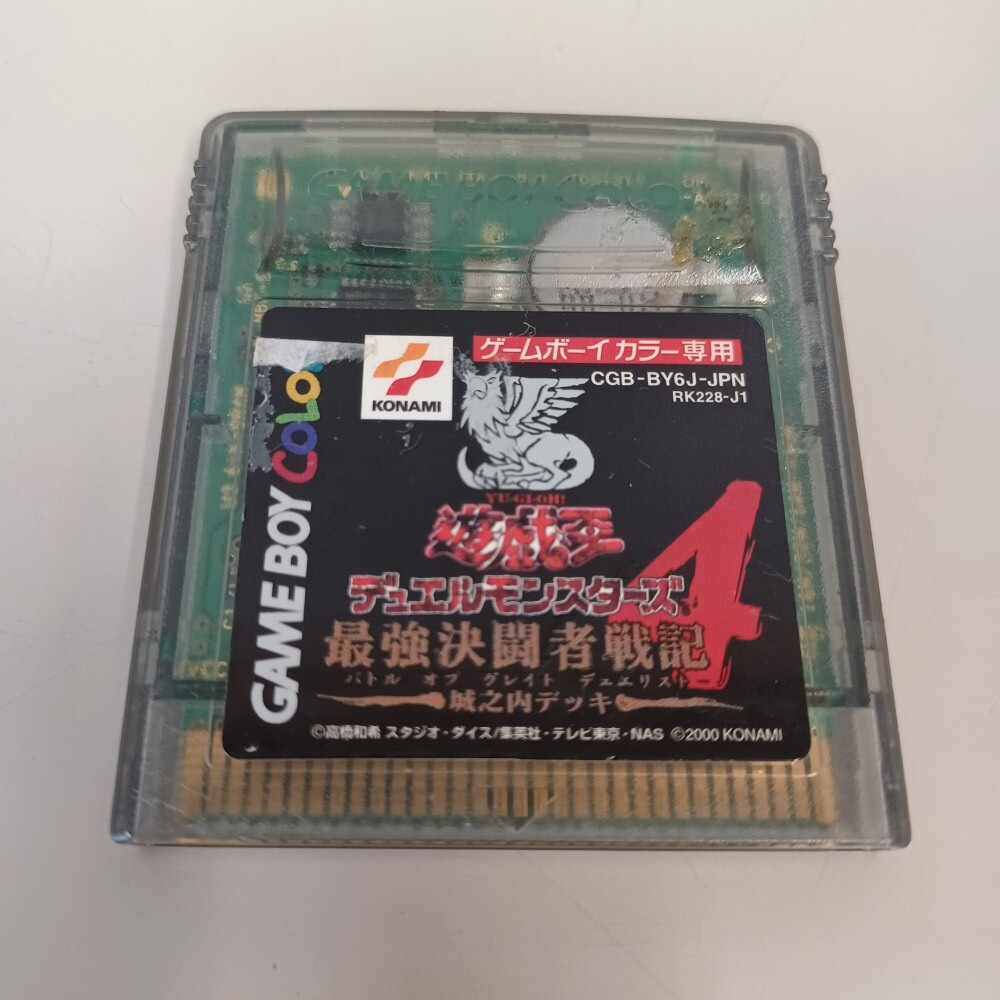 GAME BOY COLO
ゲームボーイ カラー専用
KONAMI
CGB-BY6J-JPN
RK228-J1
GAME BOY COLOR
YU-GI-OH!
遊戯王
デュエルモンスターズ
4
最強決闘者戦記
バトル オブ グレイト デュエリスト
城之内デッキ
©高橋和希 スタジオ・ダイス/集英社・テレビ東京・NAS ©2000 KONAMI